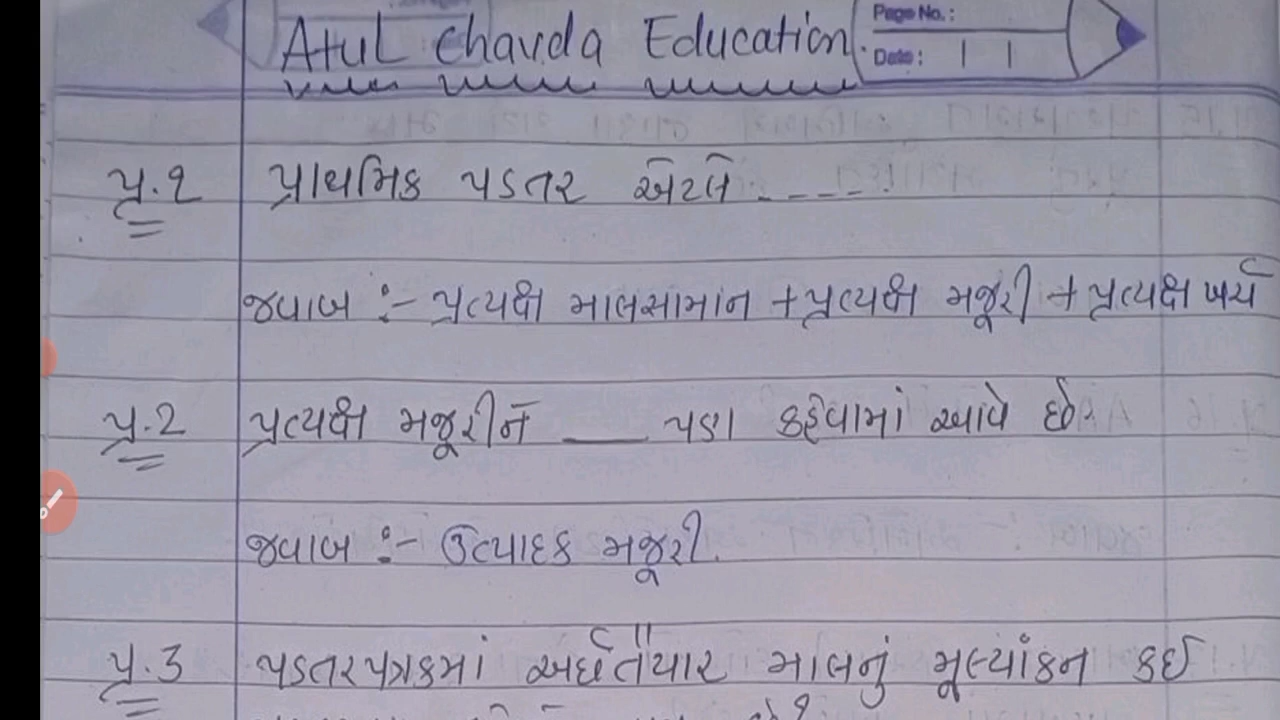 Atul Chavda Education
Page No.:
Date:
પ્ર.૧ પ્રાથમિક પડતર એટલે ----.
જવાબ :- પ્રત્યક્ષ માલસામાન + પ્રત્યક્ષ મજૂરી + પ્રત્યક્ષ ખર્ચ
પ્ર.2 પ્રત્યક્ષ મજૂરીને ___ પણ કહેવામાં આવે છે.
જવાબ :- ઉત્પાદક મજૂરી.
પ્ર.3 પડતરપત્રકમાં અર્ધતૈયાર માલનું મૂલ્યાંકન કઈ